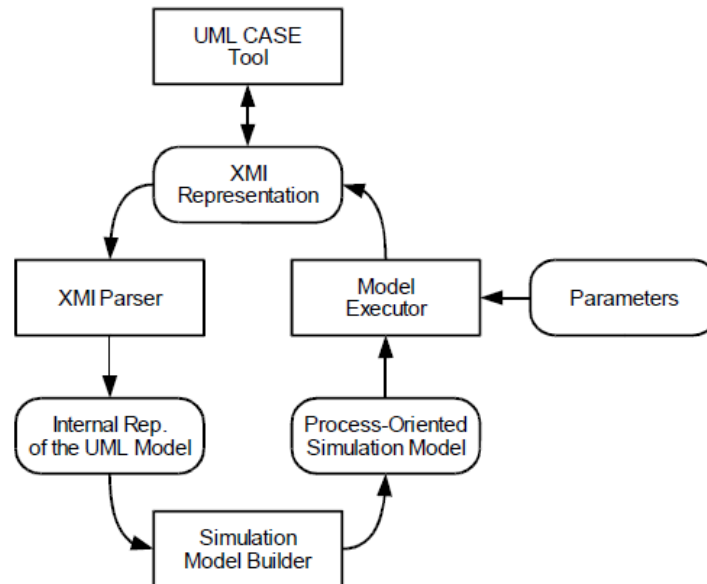 UML CASE
Tool
XMI
Representation
XMI Parser
Model
Executor
Parameters
Internal Rep.
of the UML Model
Process-Oriented
Simulation Model
Simulation
Model Builder